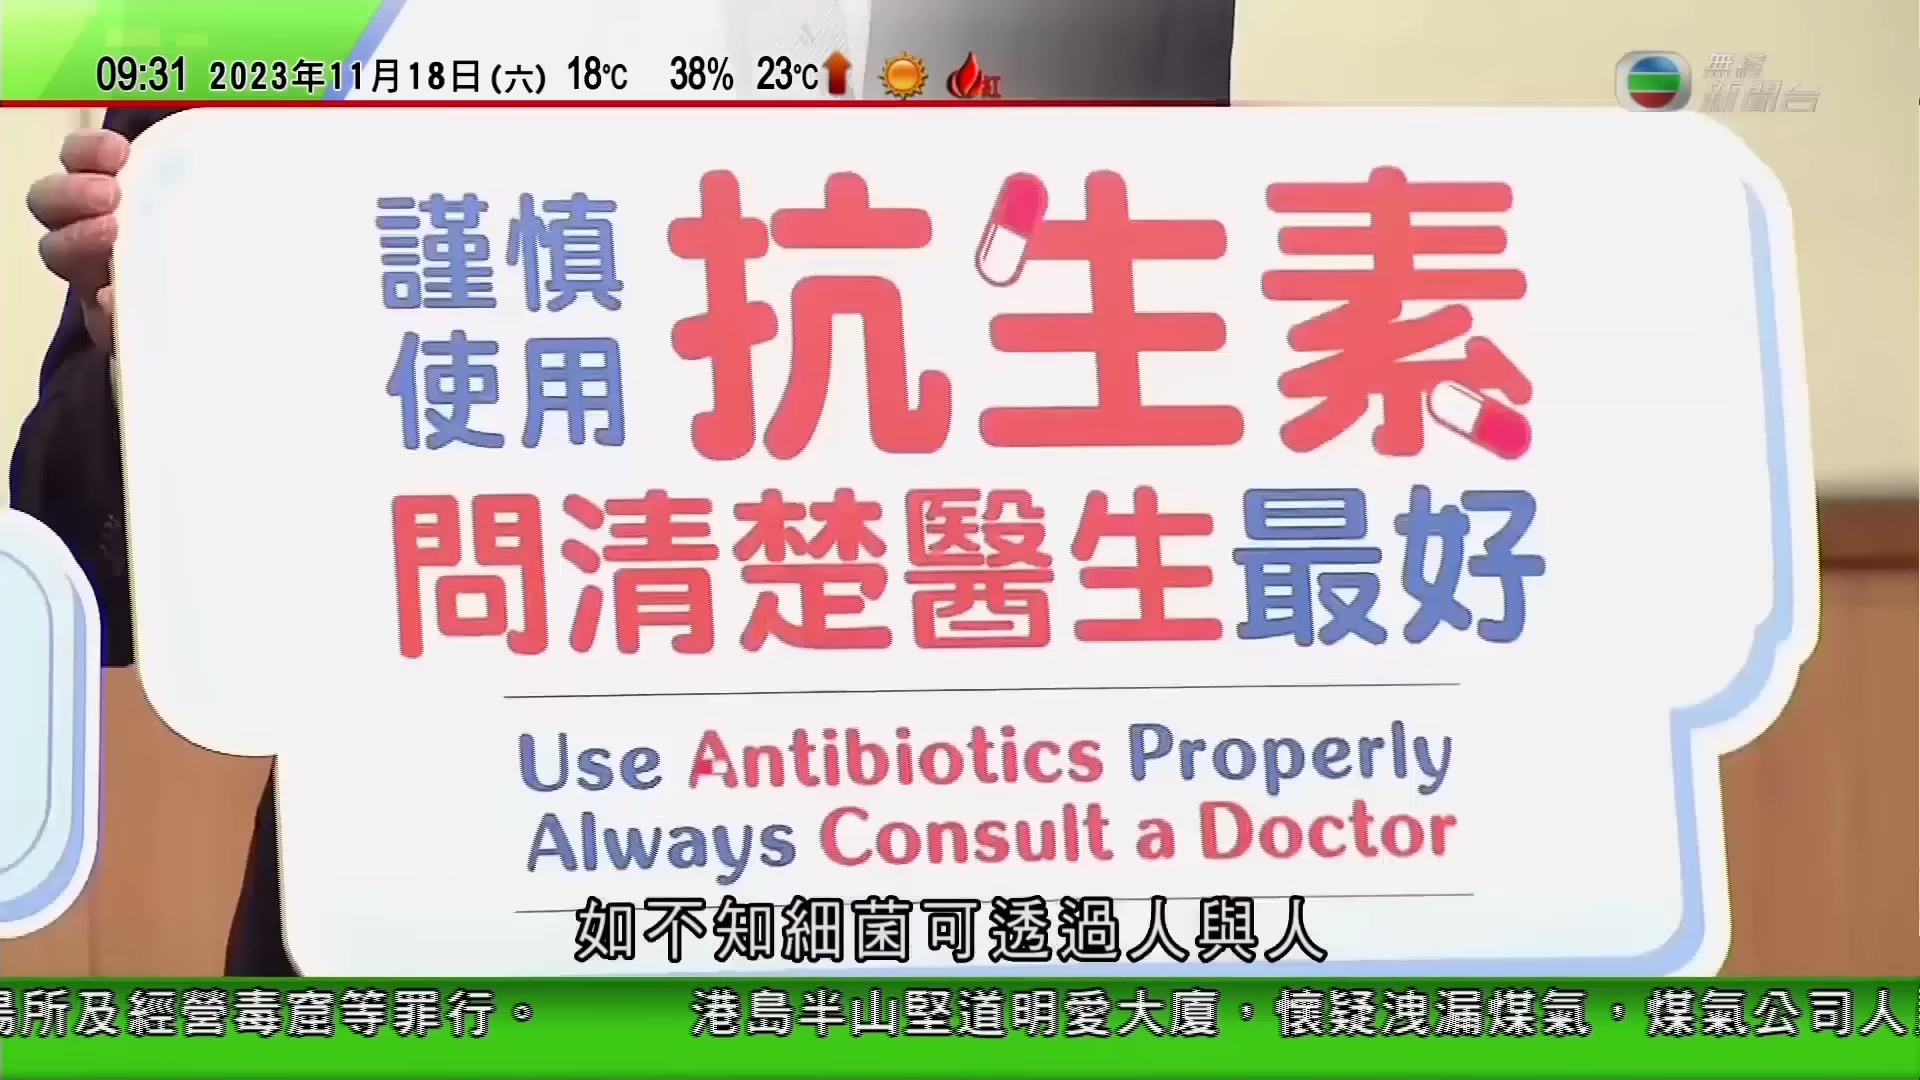 09:31 2023年11月18日(六) 18℃ 38% 23℃ 紅
無綫
新聞台
謹慎
使用
抗生素
問清楚醫生最好
Use Antibiotics Properly
Always Consult a Doctor
如不知細菌可透過人與人
場所及經營毒窟等罪行。 港島半山堅道明愛大廈，懷疑洩漏煤氣，煤氣公司人